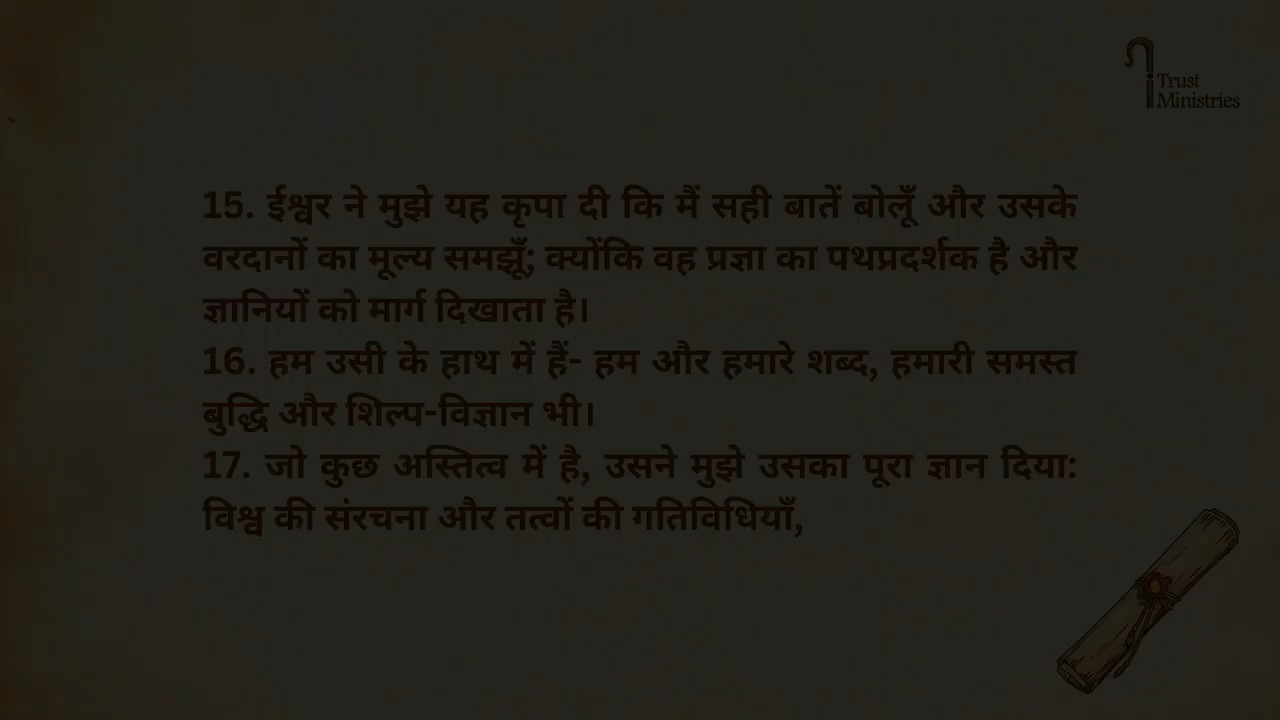 Trust
Ministries
15. ईश्वर ने मुझे यह कृपा दी कि मैं सही बातें बोलूँ और उसके
वरदानों का मूल्य समझूँ; क्योंकि वह प्रज्ञा का पथप्रदर्शक है और
ज्ञानियों को मार्ग दिखाता है।
16. हम उसी के हाथ में हैं- हम और हमारे शब्द, हमारी समस्त
बुद्धि और शिल्प-विज्ञान भी।
17. जो कुछ अस्तित्व में है, उसने मुझे उसका पूरा ज्ञान दिया:
विश्व की संरचना और तत्वों की गतिविधियाँ,